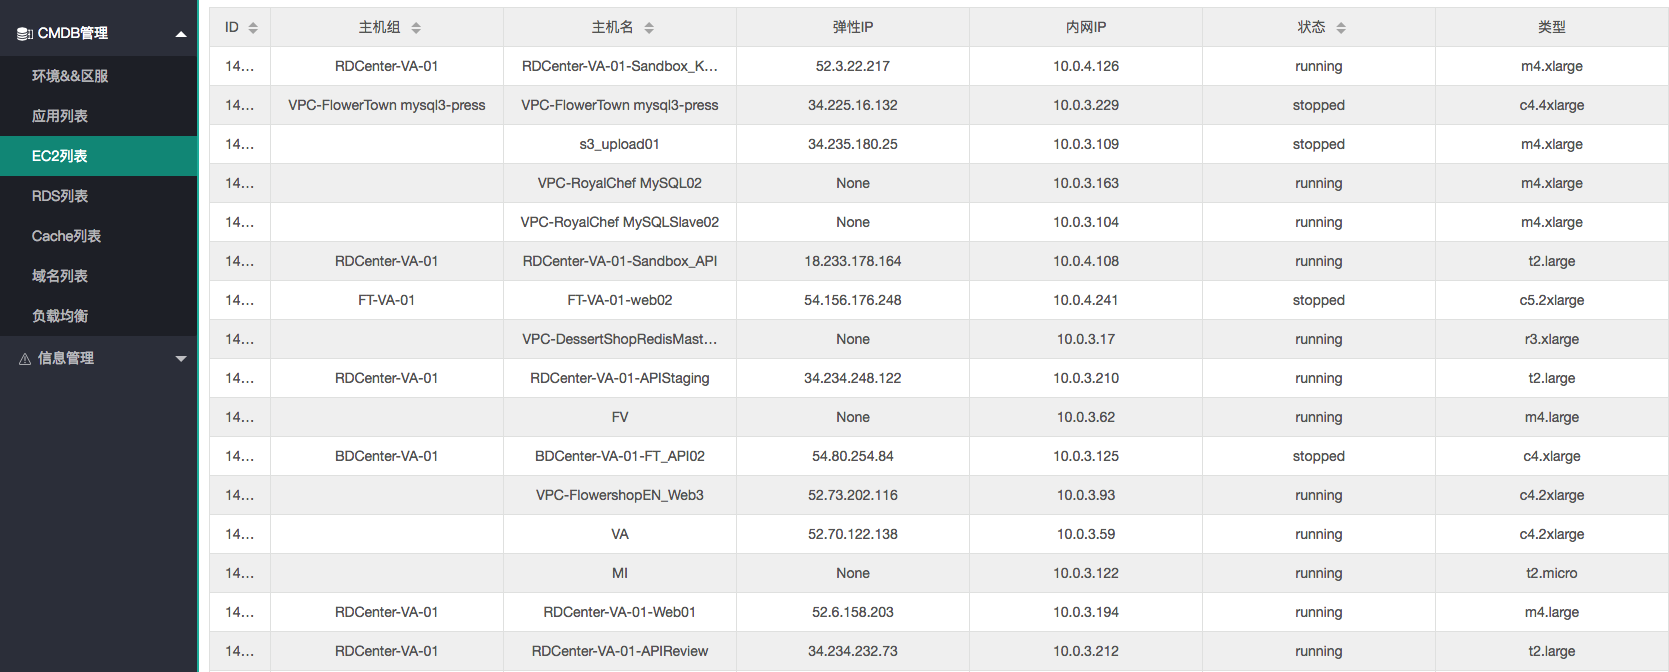 CMDB管理
环境&&区服
应用列表
EC2列表
RDS列表
Cache列表
域名列表
负载均衡
信息管理
ID 主机组 主机名 弹性IP 内网IP 状态 类型
14... RDCenter-VA-01 RDCenter-VA-01-Sandbox_K... 52.3.22.217 10.0.4.126 running m4.xlarge
14... VPC-FlowerTown mysql3-press VPC-FlowerTown mysql3-press 34.225.16.132 10.0.3.229 stopped c4.4xlarge
14... s3_upload01 34.235.180.25 10.0.3.109 stopped m4.xlarge
14... VPC-RoyalChef MySQL02 None 10.0.3.163 running m4.xlarge
14... VPC-RoyalChef MySQLSlave02 None 10.0.3.104 running m4.xlarge
14... RDCenter-VA-01 RDCenter-VA-01-Sandbox_API 18.233.178.164 10.0.4.108 running t2.large
14... FT-VA-01 FT-VA-01-web02 54.156.176.248 10.0.4.241 stopped c5.2xlarge
14... VPC-DessertShopRedisMast... None 10.0.3.17 running r3.xlarge
14... RDCenter-VA-01 RDCenter-VA-01-APIStaging 34.234.248.122 10.0.3.210 running t2.large
14... FV None 10.0.3.62 running m4.large
14... BDCenter-VA-01 BDCenter-VA-01-FT_API02 54.80.254.84 10.0.3.125 stopped c4.xlarge
14... VPC-FlowershopEN_Web3 52.73.202.116 10.0.3.93 running c4.2xlarge
14... VA 52.70.122.138 10.0.3.59 running c4.2xlarge
14... MI None 10.0.3.122 running t2.micro
14... RDCenter-VA-01 RDCenter-VA-01-Web01 52.6.158.203 10.0.3.194 running m4.large
14... RDCenter-VA-01 RDCenter-VA-01-APIReview 34.234.232.73 10.0.3.212 running t2.large